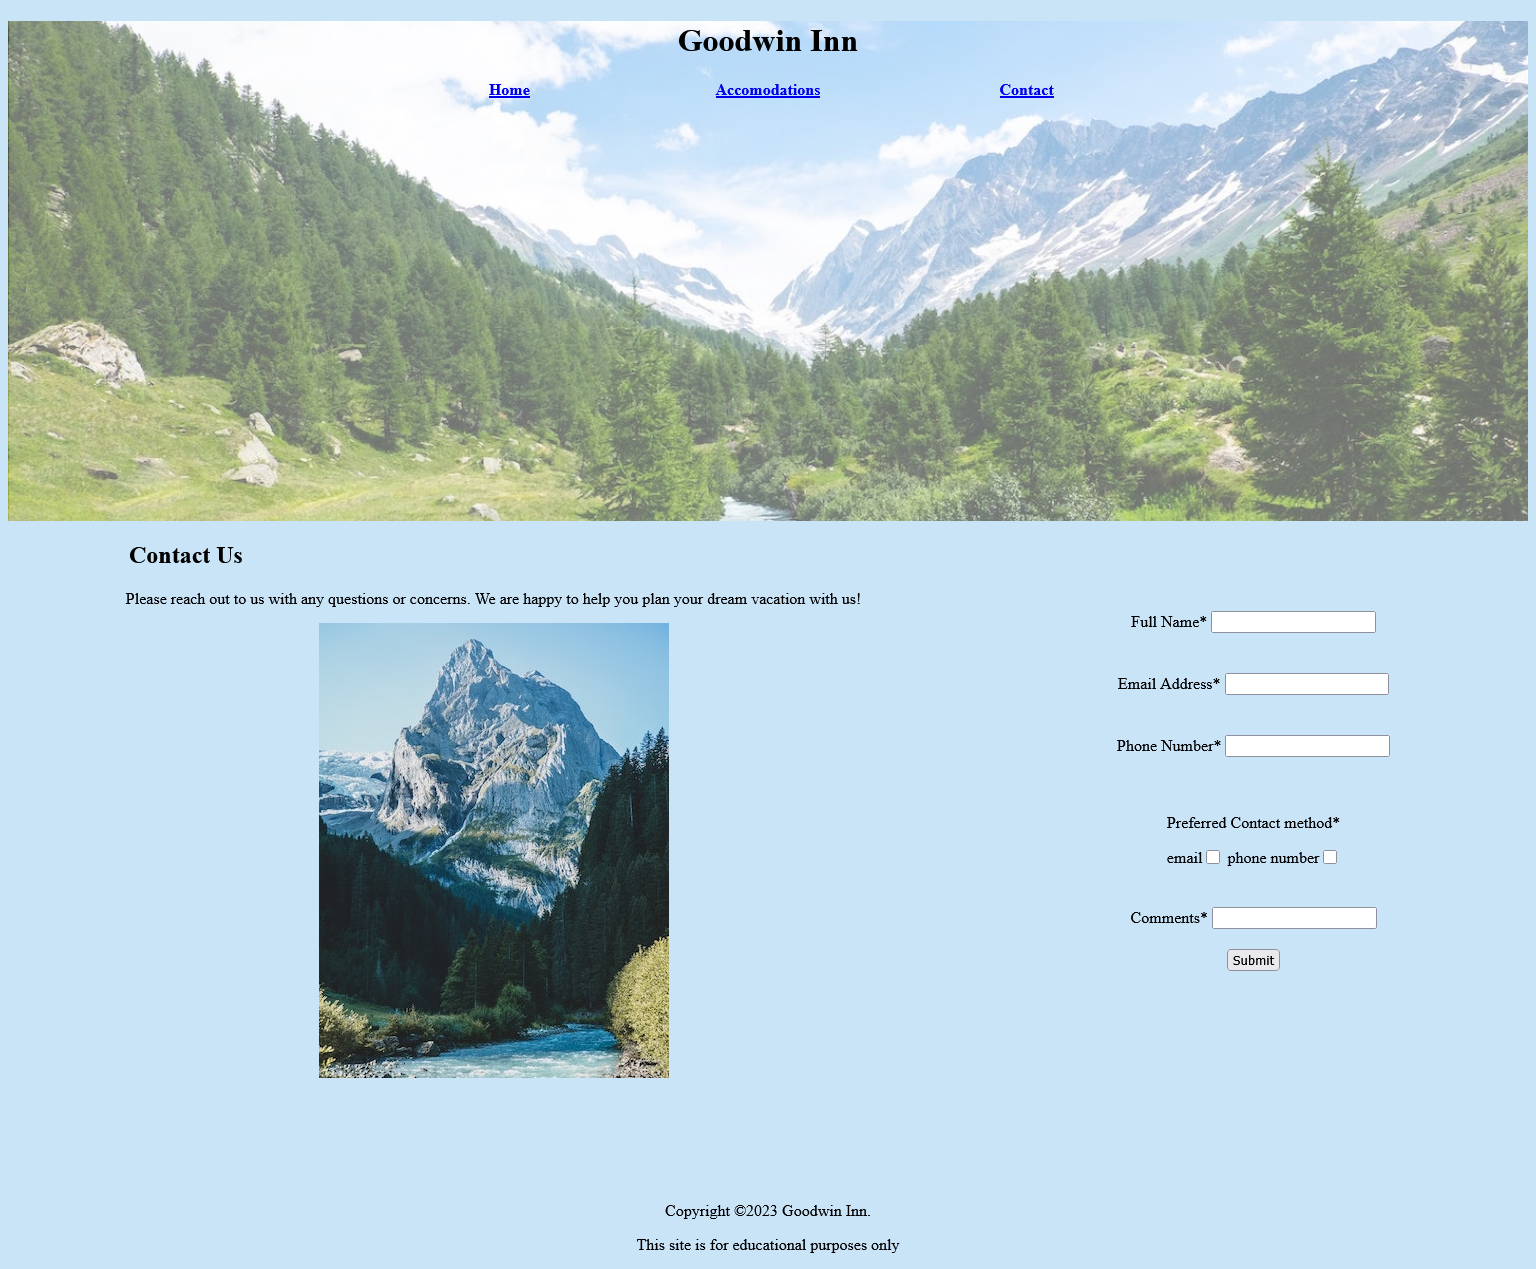 Goodwin Inn
Home Accomodations Contact
Contact Us
Please reach out to us with any questions or concerns. We are happy to help you plan your dream vacation with us!
Full Name*
Email Address*
Phone Number*
Preferred Contact method*
email phone number
Comments*
Submit
Copyright ©2023 Goodwin Inn.
This site is for educational purposes only